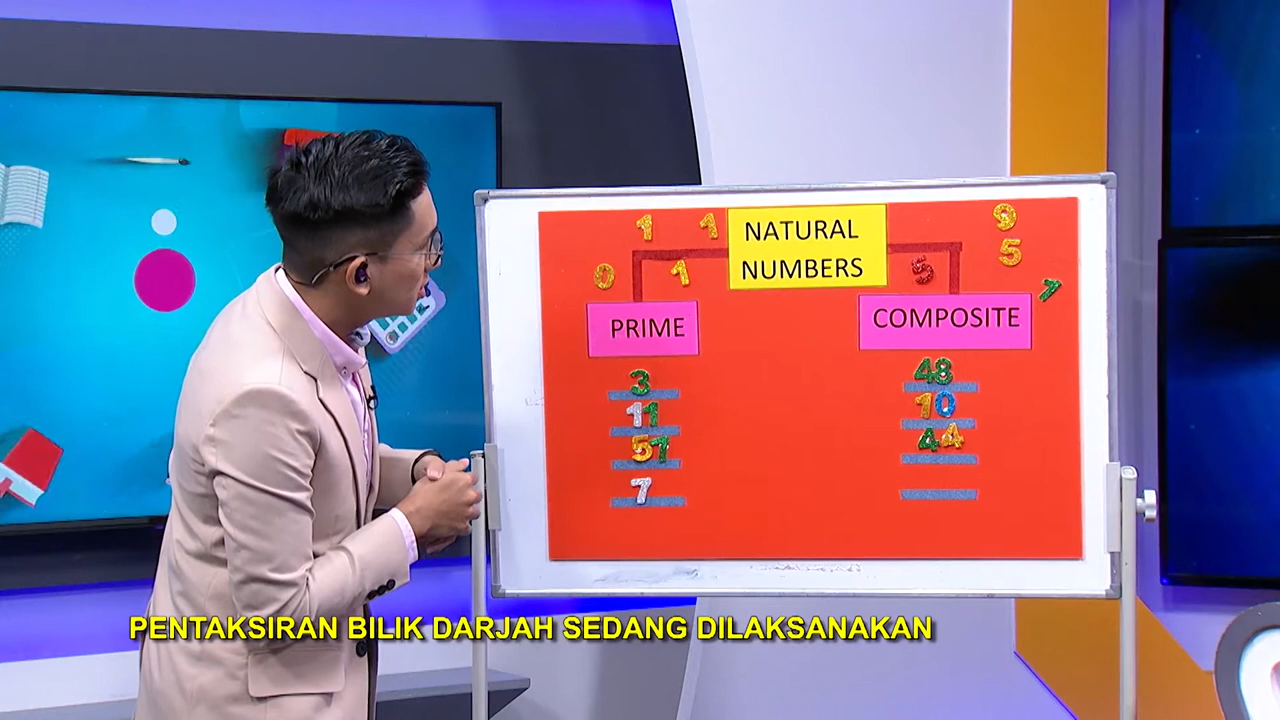 1 1 NATURAL 9
NUMBERS 5
0 1 5 7
PRIME COMPOSITE
3 48
11 10
51 44
7
PENTAKSIRAN BILIK DARJAH SEDANG DILAKSANAKAN